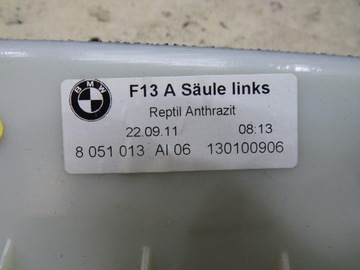 BMW
F13 A Säule links
Reptil Anthrazit
22.09.11 08:13
8 051 013 AI 06 130100906